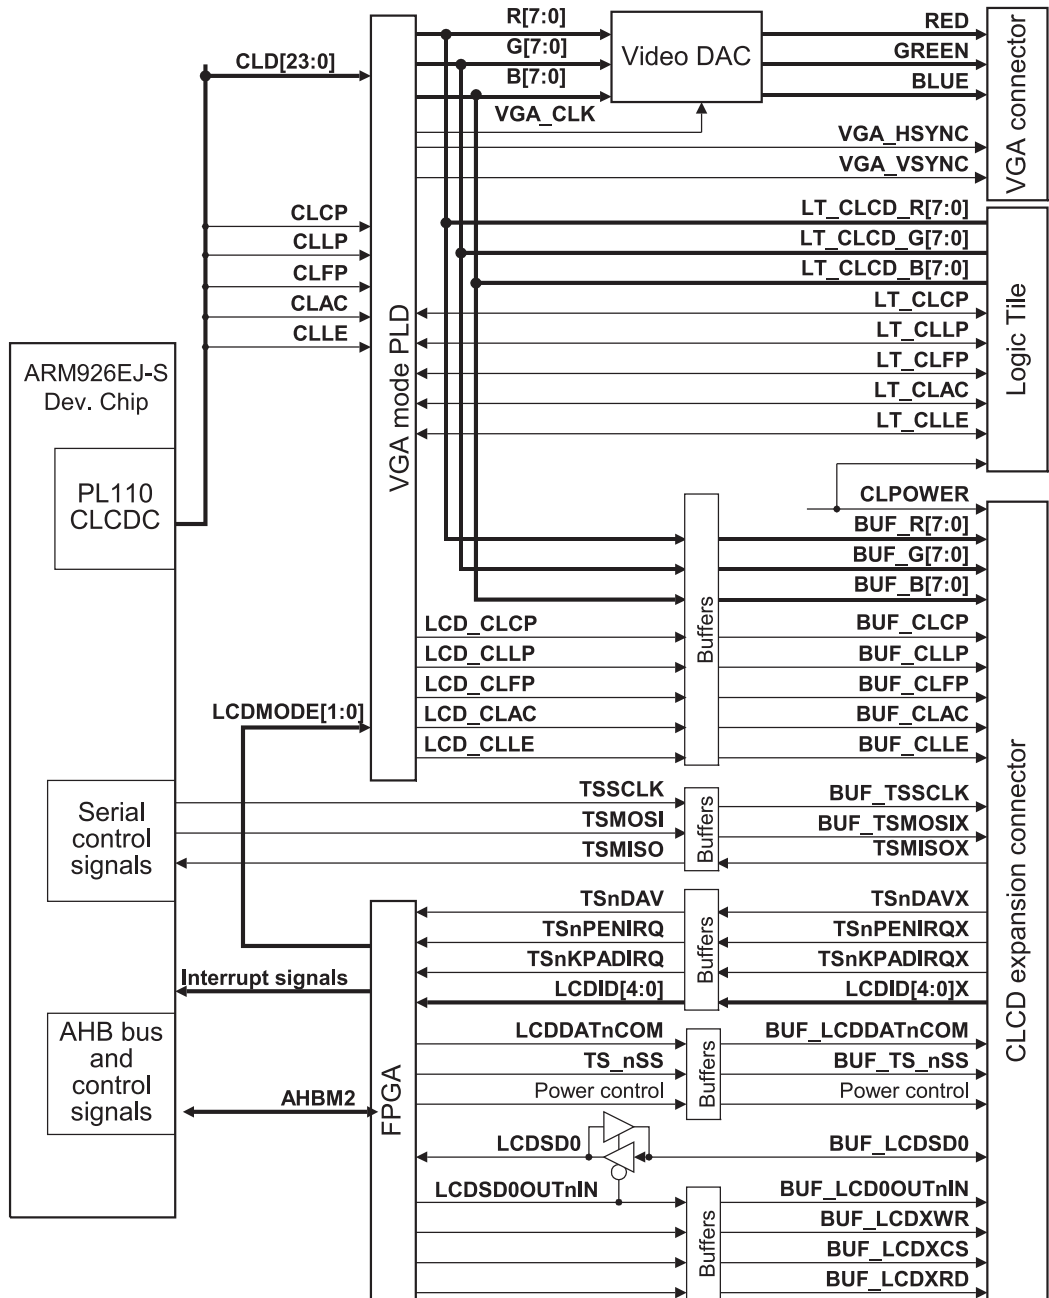 R[7:0]
RED
CLD[23:0]
G[7:0]
Video DAC
GREEN
B[7:0]
BLUE
VGA_CLK
VGA_HSYNC
VGA_VSYNC
VGA connector
CLCP
LT_CLCD_R[7:0]
CLLP
LT_CLCD_G[7:0]
CLFP
LT_CLCD_B[7:0]
CLAC
LT_CLCP
CLLE
LT_CLLP
LT_CLFP
LT_CLAC
LT_CLLE
Logic Tile
VGA mode PLD
ARM926EJ-S
Dev. Chip
PL110
CLCDC
CLPOWER
BUF_R[7:0]
BUF_G[7:0]
BUF_B[7:0]
Buffers
LCD_CLCP
BUF_CLCP
LCD_CLLP
BUF_CLLP
LCD_CLFP
BUF_CLFP
LCDMODE[1:0]
LCD_CLAC
BUF_CLAC
LCD_CLLE
BUF_CLLE
Serial
control
signals
TSSCLK
BUF_TSSCLK
TSMOSI
Buffers
BUF_TSMOSIX
TSMISO
TSMISOX
CLCD expansion connector
TSnDAV
TSnDAVX
TSnPENIRQ
Buffers
TSnPENIRQX
TSnKPADIRQ
TSnKPADIRQX
Interrupt signals
LCDID[4:0]
LCDID[4:0]X
AHB bus
and
control
signals
LCDDATnCOM
BUF_LCDDATnCOM
TS_nSS
Buffers
BUF_TS_nSS
Power control
Power control
AHBM2
FPGA
LCDSD0
BUF_LCDSD0
LCDSD0OUTnIN
BUF_LCD0OUTnIN
Buffers
BUF_LCDXWR
BUF_LCDXCS
BUF_LCDXRD